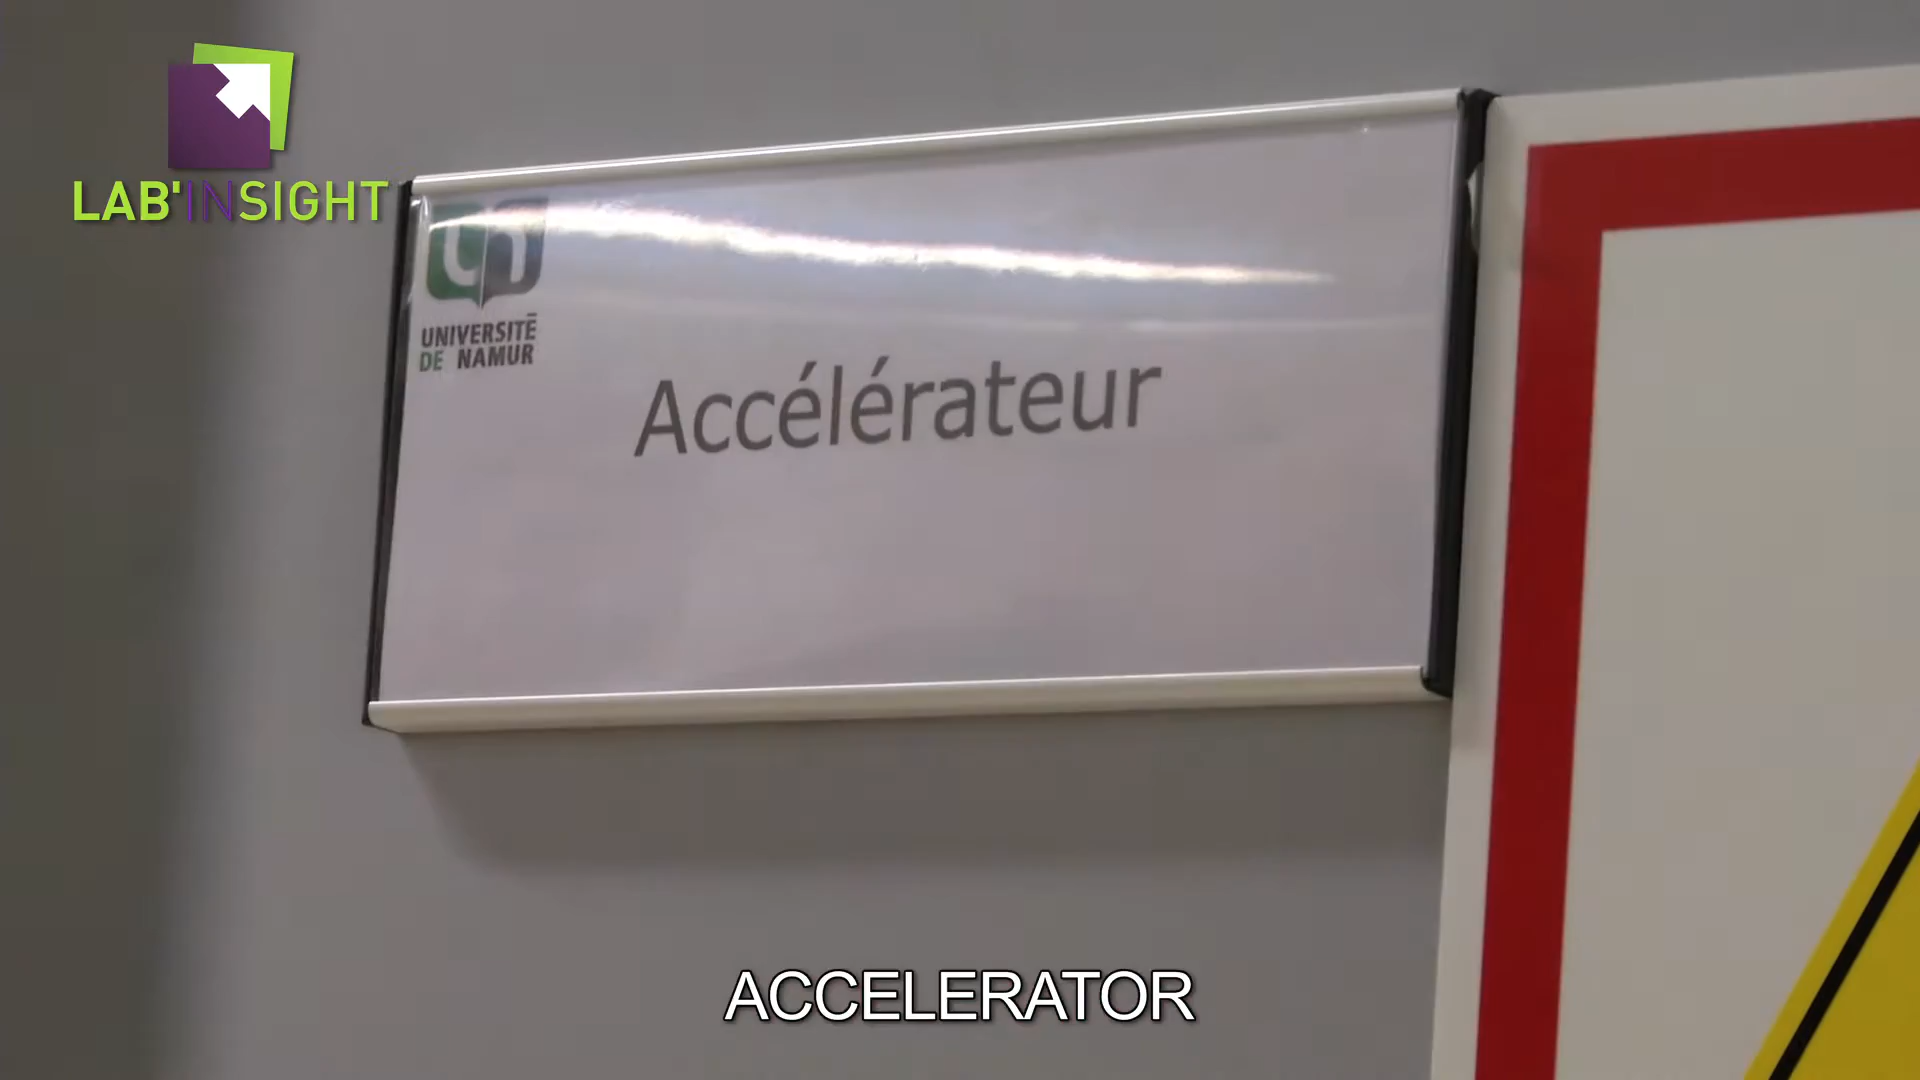 LAB'INSIGHT
UNIVERSITÉ
DE NAMUR
Accélérateur
ACCELERATOR